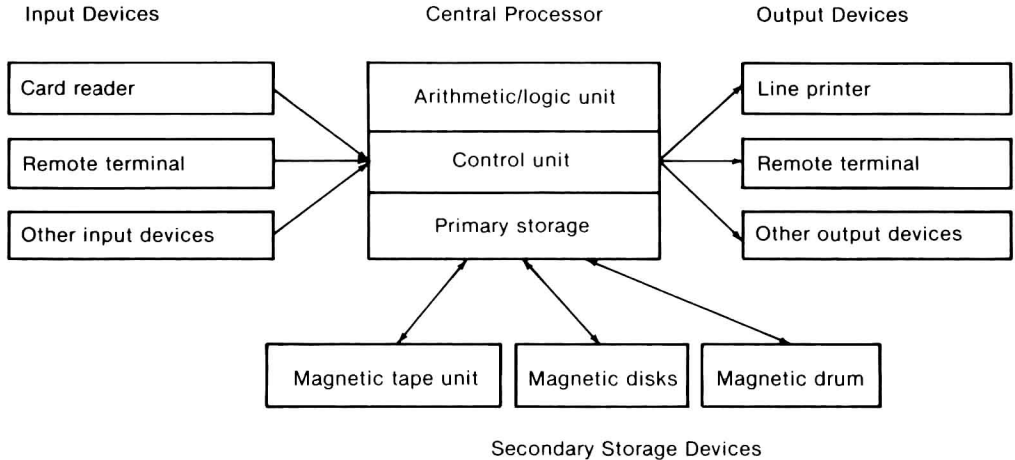 Input Devices
Central Processor
Output Devices
Card reader
Arithmetic/logic unit
Line printer
Remote terminal
Control unit
Remote terminal
Other input devices
Primary storage
Other output devices
Magnetic tape unit
Magnetic disks
Magnetic drum
Secondary Storage Devices